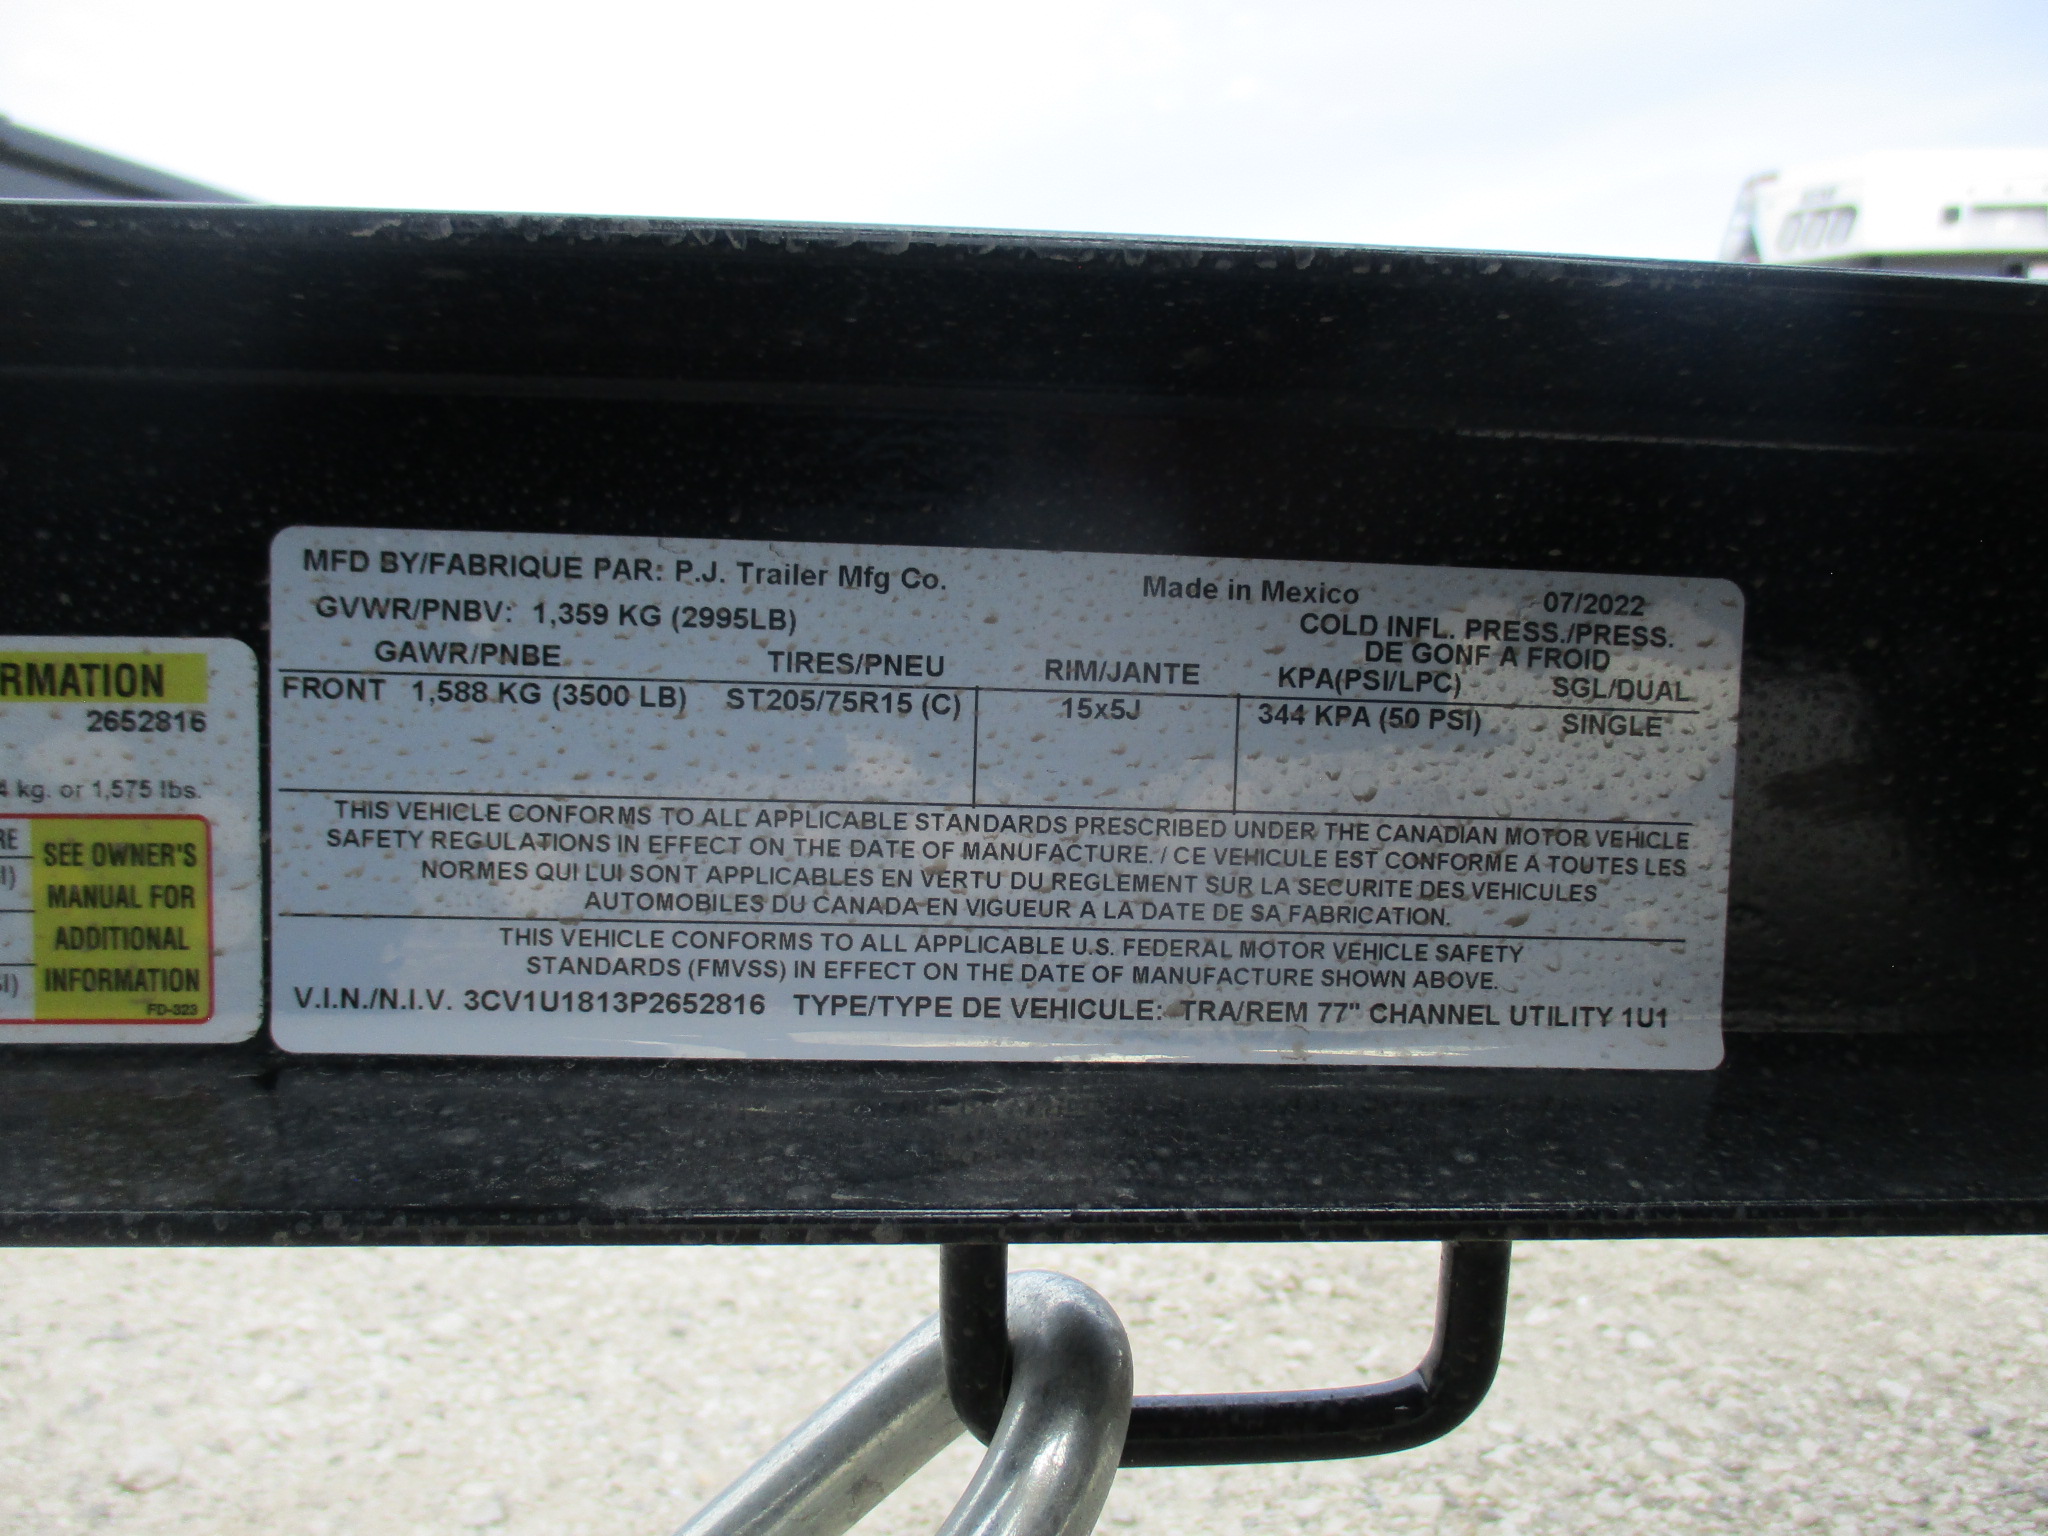 MFD BY/FABRIQUE PAR: P.J. Trailer Mfg Co. Made in Mexico 07/2022
GVWR/PNBV: 1,359 KG (2995LB) COLD INFL. PRESS./PRESS.
DE GONF A FROID
GAWR/PNBE TIRES/PNEU RIM/JANTE KPA(PSI/LPC) SGL/DUAL
FRONT 1,588 KG (3500 LB) ST205/75R15 (C) 15x5J 344 KPA (50 PSI) SINGLE
THIS VEHICLE CONFORMS TO ALL APPLICABLE STANDARDS PRESCRIBED UNDER THE CANADIAN MOTOR VEHICLE
SAFETY REGULATIONS IN EFFECT ON THE DATE OF MANUFACTURE. / CE VEHICULE EST CONFORME A TOUTES LES
NORMES QUI LUI SONT APPLICABLES EN VERTU DU REGLEMENT SUR LA SECURITE DES VEHICULES
AUTOMOBILES DU CANADA EN VIGUEUR A LA DATE DE SA FABRICATION.
THIS VEHICLE CONFORMS TO ALL APPLICABLE U.S. FEDERAL MOTOR VEHICLE SAFETY
STANDARDS (FMVSS) IN EFFECT ON THE DATE OF MANUFACTURE SHOWN ABOVE.
V.I.N./N.I.V. 3CV1U1813P2652816 TYPE/TYPE DE VEHICULE: TRA/REM 77" CHANNEL UTILITY 1U1
RMATION
2652816
4 kg. or 1,575 lbs.
RE
SEE OWNER'S
MANUAL FOR
ADDITIONAL
INFORMATION
FD-323